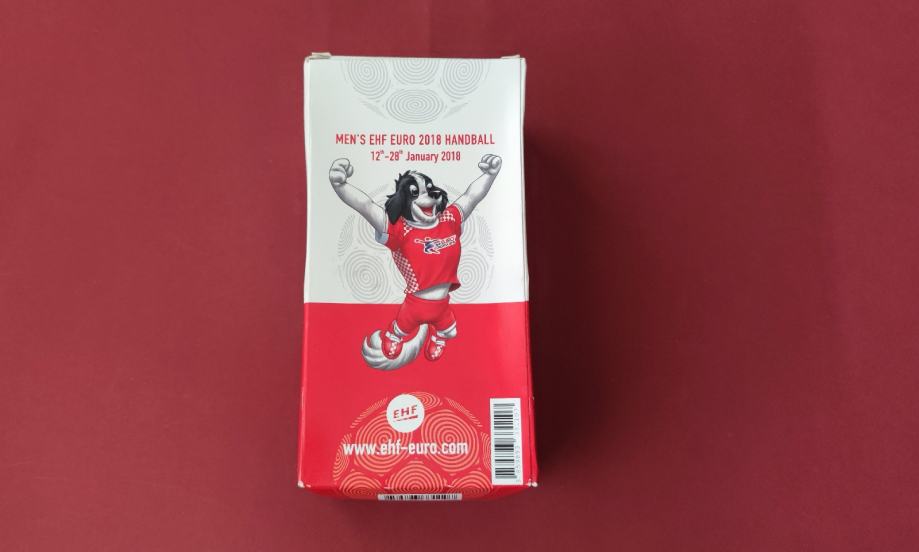 MEN'S EHF EURO 2018 HANDBALL
12th-28th January 2018
EHF
www.ehf-euro.com